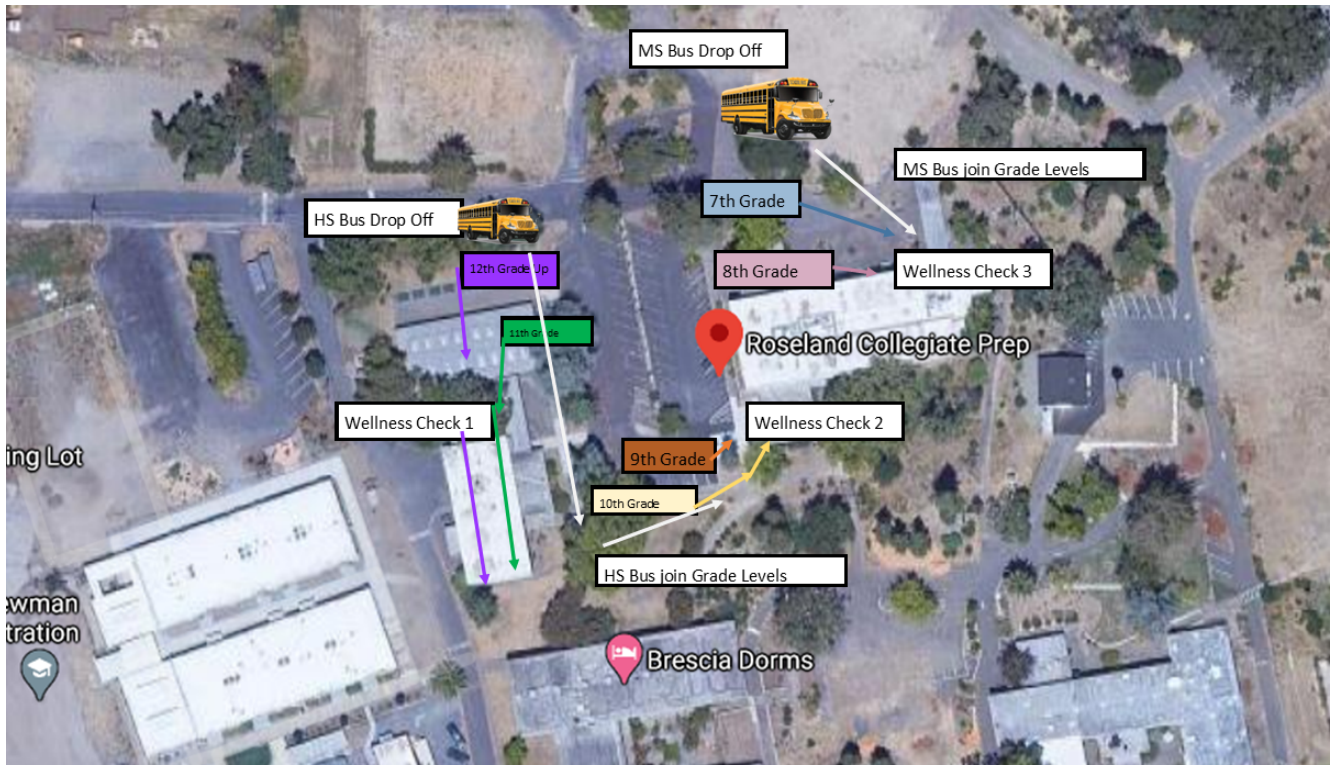 MS Bus Drop Off
MS Bus join Grade Levels
7th Grade
HS Bus Drop Off
12th Grade Up
8th Grade
Wellness Check 3
11th Grade
Roseland Collegiate Prep
Wellness Check 1
Wellness Check 2
ing Lot
9th Grade
10th Grade
HS Bus join Grade Levels
ewman
tration
Brescia Dorms